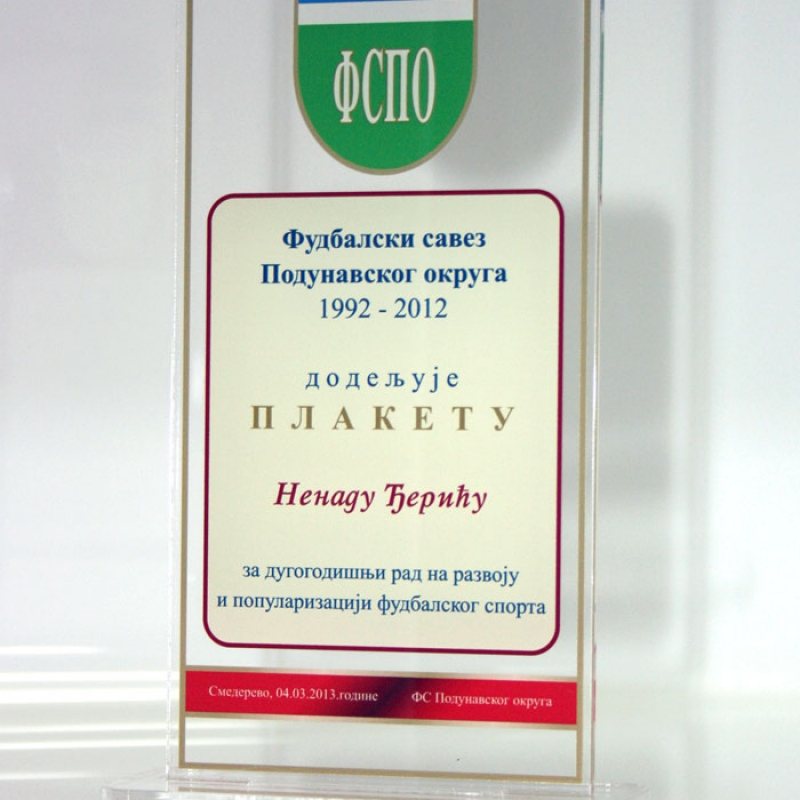 ФСПО
Фудбалски савез
Подунавског округа
1992 - 2012
додељује
ПЛАКЕТУ
Ненаду Ђерићу
за дугогодишњи рад на развоју
и популаризацији фудбалског спорта
Смедерево, 04.03.2013.године ФС Подунавског округа